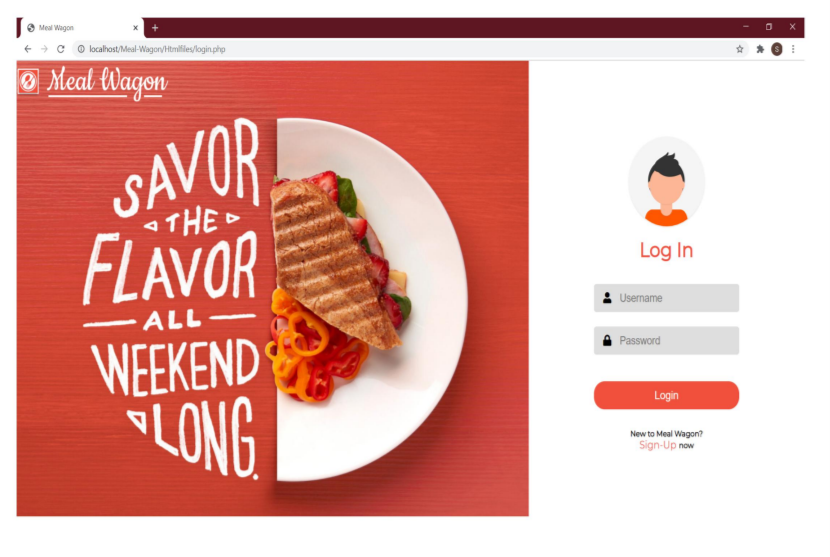 Meal Wagon
localhost/Meal-Wagon/Htmlfiles/login.php
S
Meal Wagon
SAVOR
THE
FLAVOR
ALL
WEEKEND
LONG.
Log In
Username
Password
Login
New to Meal Wagon?
Sign-Up now